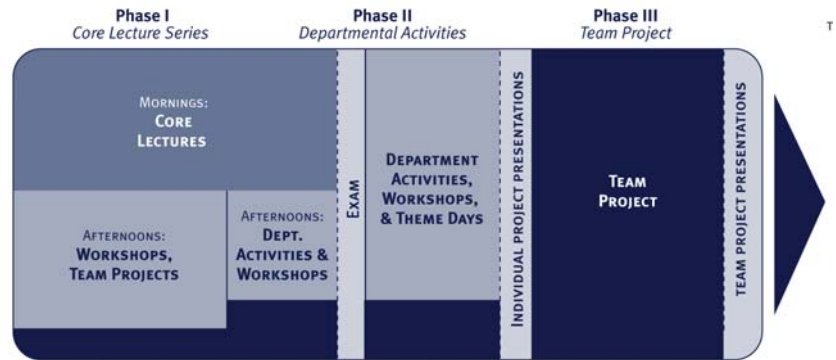 Phase I
Core Lecture Series
Phase II
Departmental Activities
Phase III
Team Project
T
MORNINGS:
CORE
LECTURES
AFTERNOONS:
WORKSHOPS,
TEAM PROJECTS
AFTERNOONS:
DEPT.
ACTIVITIES &
WORKSHOPS
EXAM
DEPARTMENT
ACTIVITIES,
WORKSHOPS,
& THEME DAYS
INDIVIDUAL PROJECT PRESENTATIONS
TEAM
PROJECT
TEAM PROJECT PRESENTATIONS